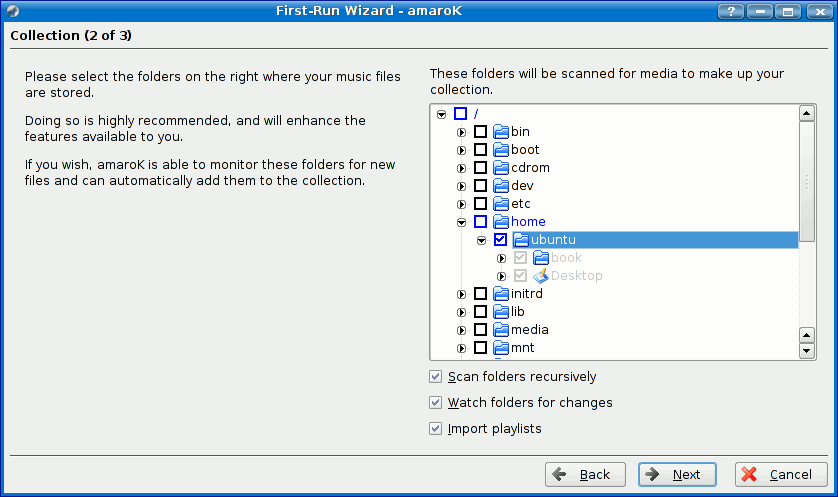 First-Run Wizard - amaroK
Collection (2 of 3)
Please select the folders on the right where your music files
are stored.
Doing so is highly recommended, and will enhance the
features available to you.
If you wish, amaroK is able to monitor these folders for new
files and can automatically add them to the collection.
These folders will be scanned for media to make up your
collection.
/
bin
boot
cdrom
dev
etc
home
ubuntu
book
Desktop
initrd
lib
media
mnt
Scan folders recursively
Watch folders for changes
Import playlists
Back
Next
Cancel